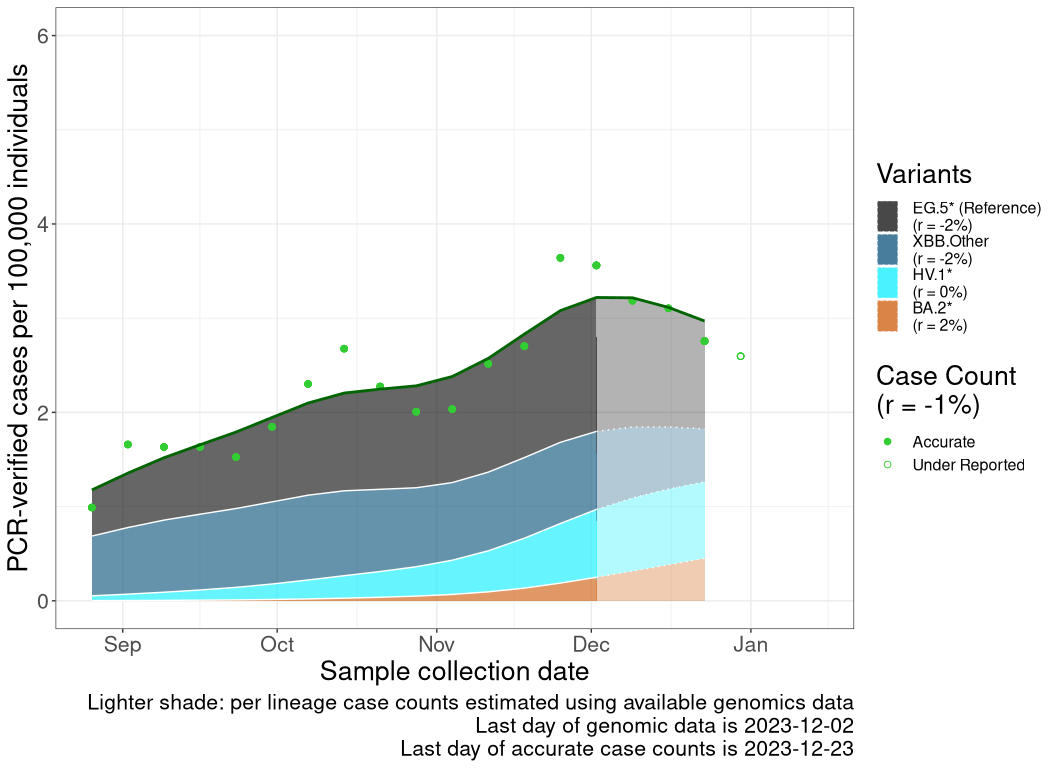 PCR-verified cases per 100,000 individuals
6
4
2
0
Sep
Oct
Nov
Dec
Jan
Sample collection date
Lighter shade: per lineage case counts estimated using available genomics data
Last day of genomic data is 2023-12-02
Last day of accurate case counts is 2023-12-23
Variants
EG.5* (Reference)
(r = -2%)
XBB.Other
(r = -2%)
HV.1*
(r = 0%)
BA.2*
(r = 2%)
Case Count
(r = -1%)
Accurate
Under Reported